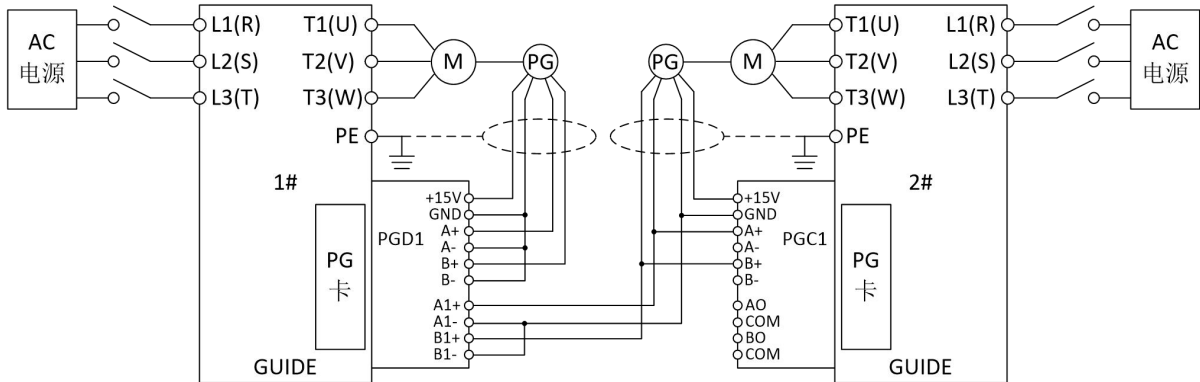 AC
电源
L1(R)
L2(S)
L3(T)
T1(U)
T2(V)
T3(W)
PE
M
PG
1#
PG
卡
GUIDE
PGD1
+15V
GND
A+
A-
B+
B-
A1+
A1-
B1+
B1-
PG
M
T1(U)
T2(V)
T3(W)
PE
L1(R)
L2(S)
L3(T)
AC
电源
2#
PG
卡
GUIDE
PGC1
+15V
GND
A+
A-
B+
B-
AO
COM
BO
COM